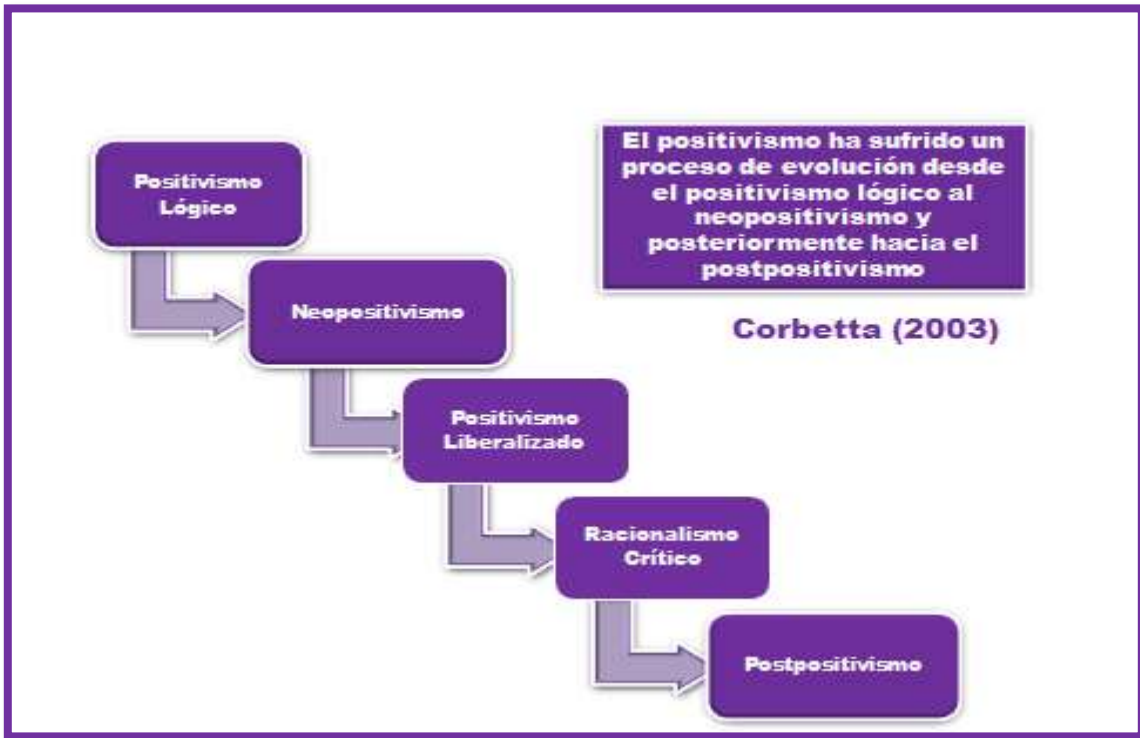 Positivismo
Lógico
El positivismo ha sufrido un
proceso de evolución desde
el positivismo lógico al
neopositivismo y
posteriormente hacia el
postpositivismo
Corbetta (2003)
Neopositivismo
Positivismo
Liberalizado
Racionalismo
Crítico
Postpositivismo